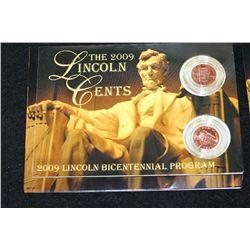 THE 2009
LINCOLN
CENTS
2009 LINCOLN BICENTENNIAL PROGRAM